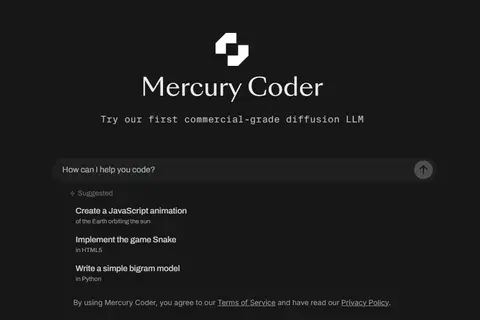 Mercury Coder
Try our first commercial-grade diffusion LLM
How can I help you code?
Suggested
Create a JavaScript animation
of the Earth orbiting the sun
Implement the game Snake
in HTML5
Write a simple bigram model
in Python
By using Mercury Coder, you agree to our Terms of Service and have read our Privacy Policy.